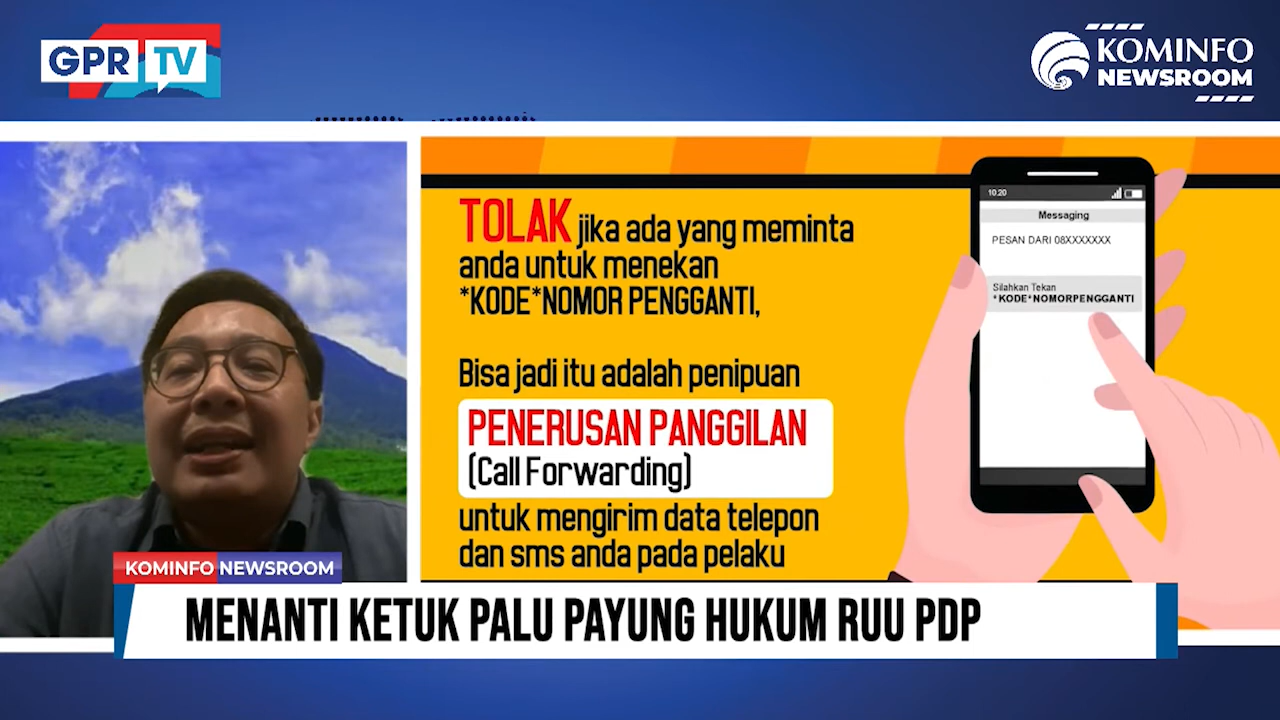 GPR TV
KOMINFO
NEWSROOM
TOLAK jika ada yang meminta
anda untuk menekan
*KODE*NOMOR PENGGANTI,
Bisa jadi itu adalah penipuan
PENERUSAN PANGGILAN
(Call Forwarding)
untuk mengirim data telepon
dan sms anda pada pelaku
10.20
Messaging
PESAN DARI 08XXXXXXX
Silahkan Tekan
*KODE*NOMORPENGGANTI
KOMINFO NEWSROOM
MENANTI KETUK PALU PAYUNG HUKUM RUU PDP